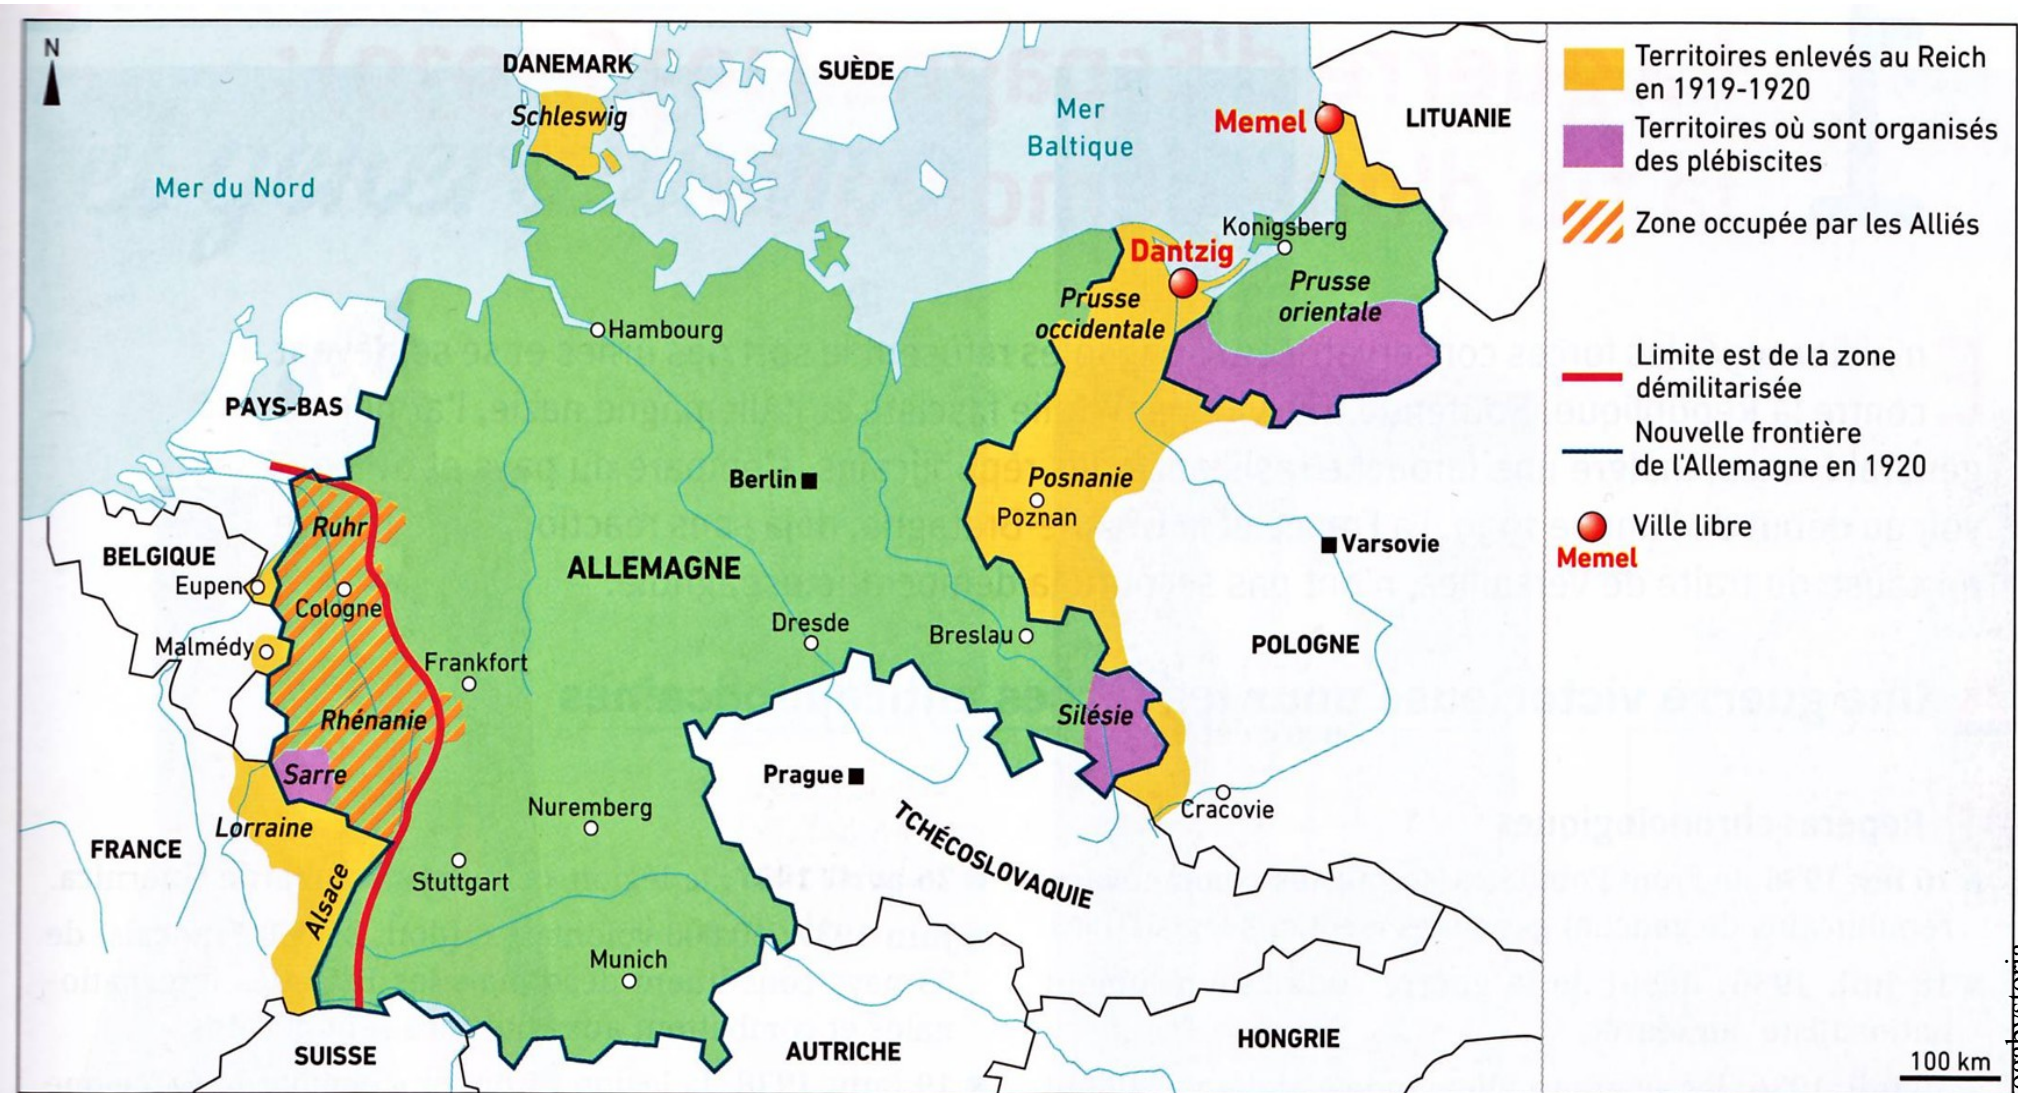 N
DANEMARK
SUÈDE
Schleswig
Mer
Baltique
Memel
LITUANIE
Mer du Nord
Konigsberg
Dantzig
Prusse
orientale
Prusse
occidentale
Hambourg
PAYS-BAS
Berlin
Posnanie
Poznan
Ruhr
Varsovie
BELGIQUE
ALLEMAGNE
Eupen
Cologne
Malmédy
Dresde
Breslau
POLOGNE
Frankfort
Rhénanie
Silésie
Sarre
Prague
Nuremberg
Cracovie
Lorraine
TCHÉCOSLOVAQUIE
FRANCE
Stuttgart
Alsace
Munich
SUISSE
AUTRICHE
HONGRIE
Territoires enlevés au Reich
en 1919-1920
Territoires où sont organisés
des plébiscites
Zone occupée par les Alliés
Limite est de la zone
démilitarisée
Nouvelle frontière
de l'Allemagne en 1920
Ville libre
Memel
100 km